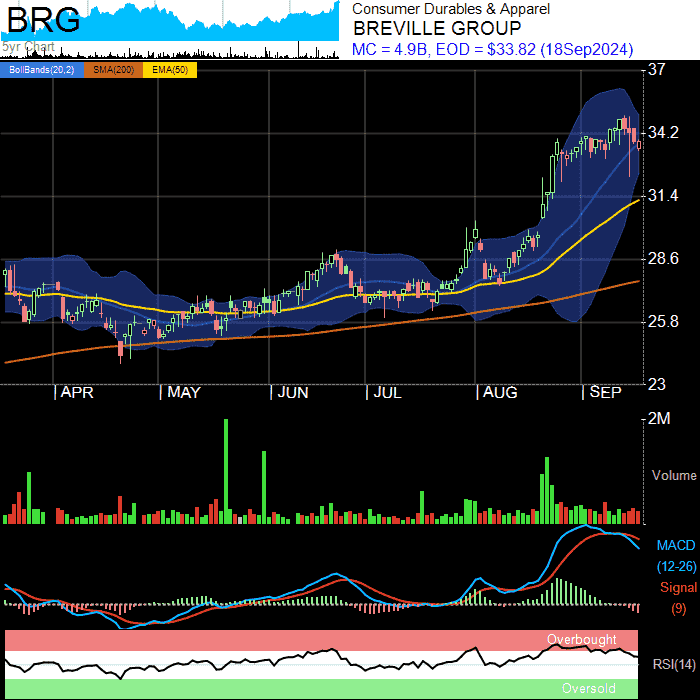 BRG
5yr Chart
Consumer Durables & Apparel
BREVILLE GROUP
MC = 4.9B, EOD = $33.82 (18Sep2024)
BollBands(20,2) SMA(200) EMA(50)
37
34.2
31.4
28.6
25.8
23
APR MAY JUN JUL AUG SEP
2M
Volume
MACD
(12-26)
Signal
(9)
Overbought
RSI(14)
Oversold